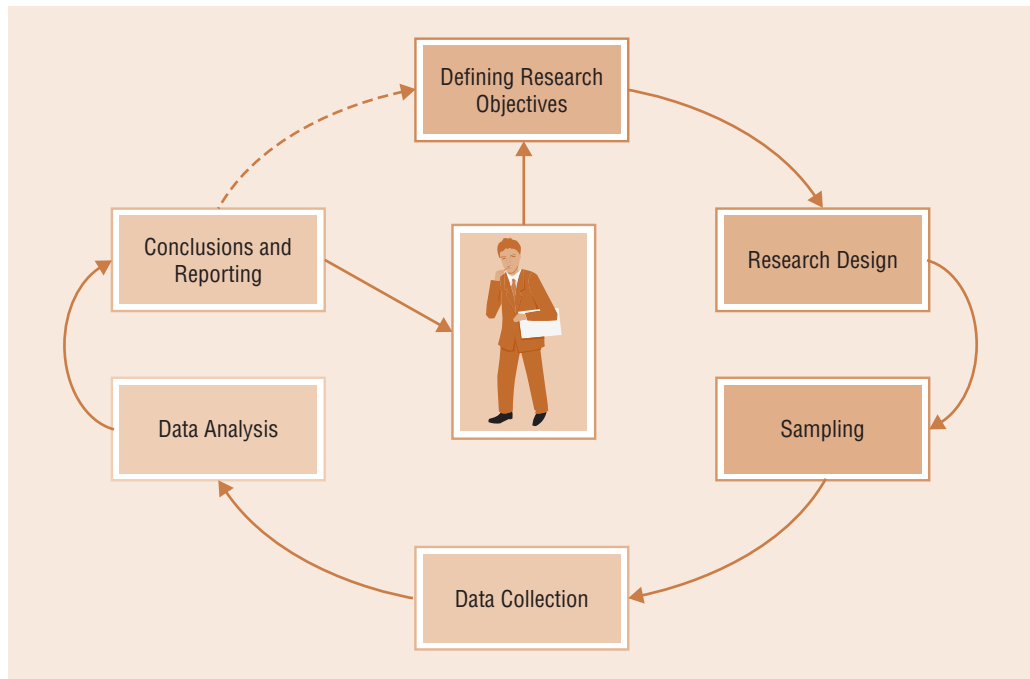 Defining Research
Objectives
Research Design
Sampling
Data Collection
Data Analysis
Conclusions and
Reporting